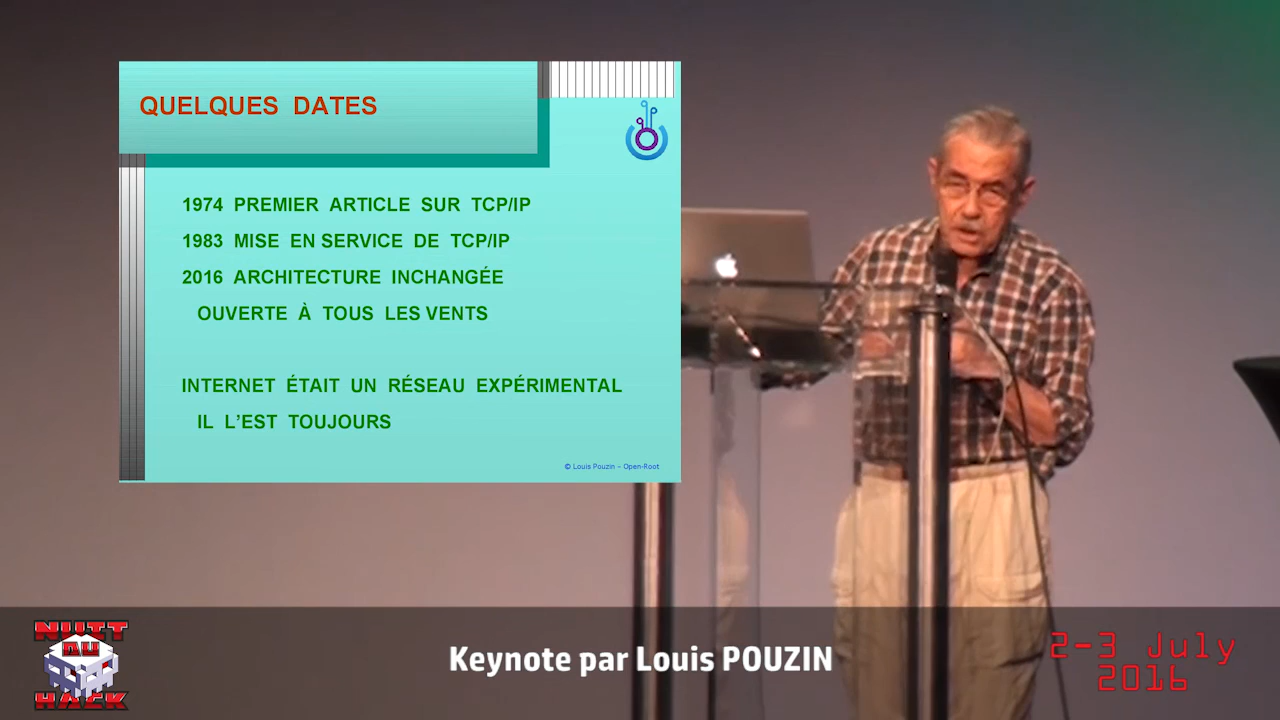 QUELQUES DATES
1974 PREMIER ARTICLE SUR TCP/IP
1983 MISE EN SERVICE DE TCP/IP
2016 ARCHITECTURE INCHANGÉE
OUVERTE À TOUS LES VENTS
INTERNET ÉTAIT UN RÉSEAU EXPÉRIMENTAL
IL L'EST TOUJOURS
© Louis Pouzin - Open-Root
NUIT
DU
HACK
Keynote par Louis POUZIN
2-3 July
2016